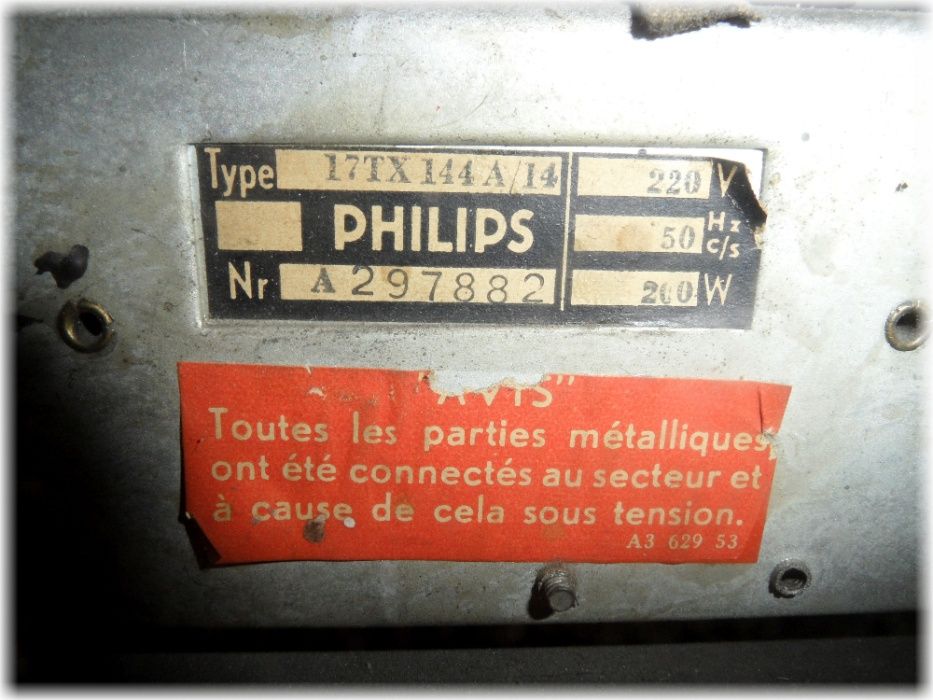 Type 17TX 144 A/14 220 V
PHILIPS 50 Hz c/s
Nr A 297882 200 W
"AVIS"
Toutes les parties métalliques
ont été connectés au secteur et
à cause de cela sous tension.
A3 629 53